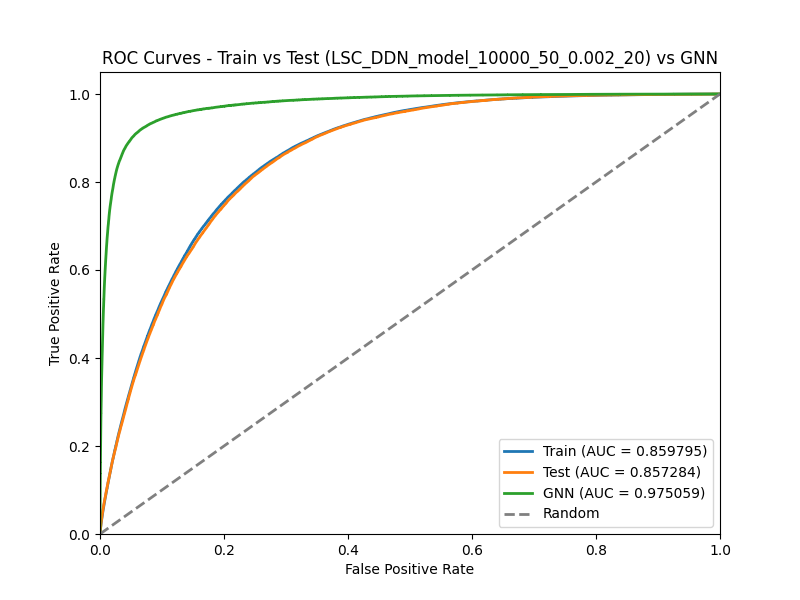 ROC Curves - Train vs Test (LSC_DDN_model_10000_50_0.002_20) vs GNN
True Positive Rate
1.0
0.8
0.6
0.4
0.2
0.0
Train (AUC = 0.859795)
Test (AUC = 0.857284)
GNN (AUC = 0.975059)
Random
0.0 0.2 0.4 0.6 0.8 1.0
False Positive Rate